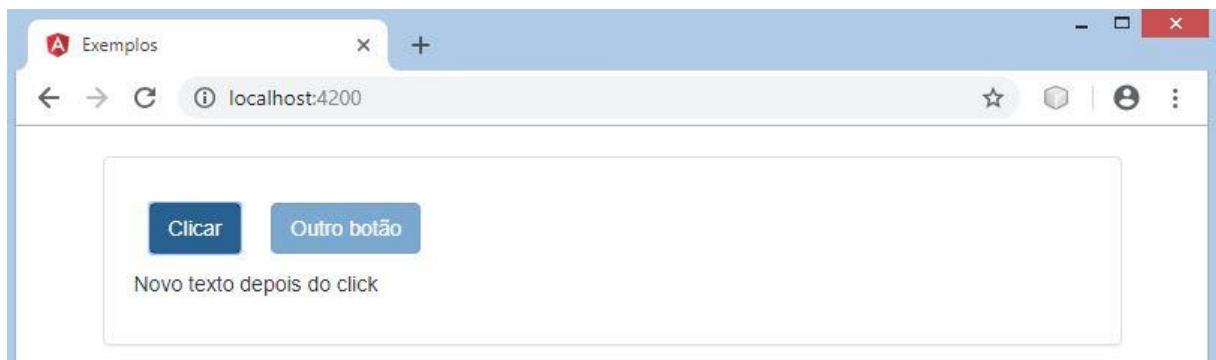 Exemplos
localhost:4200
Clicar
Outro botão
Novo texto depois do click